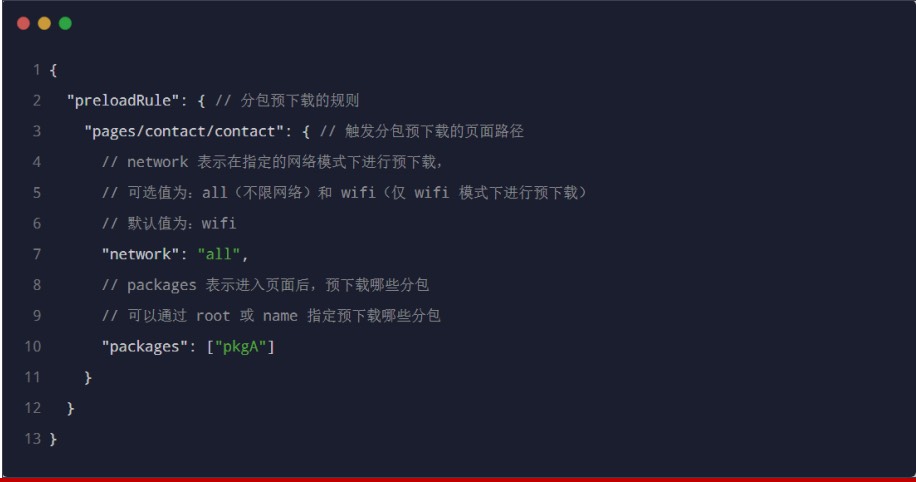 1 {
2 "preloadRule": { // 分包预下载的规则
3 "pages/contact/contact": { // 触发分包预下载的页面路径
4 // network 表示在指定的网络模式下进行预下载，
5 // 可选值为：all（不限网络）和 wifi（仅 wifi 模式下进行预下载）
6 // 默认值为：wifi
7 "network": "all",
8 // packages 表示进入页面后，预下载哪些分包
9 // 可以通过 root 或 name 指定预下载哪些分包
10 "packages": ["pkgA"]
11 }
12 }
13 }